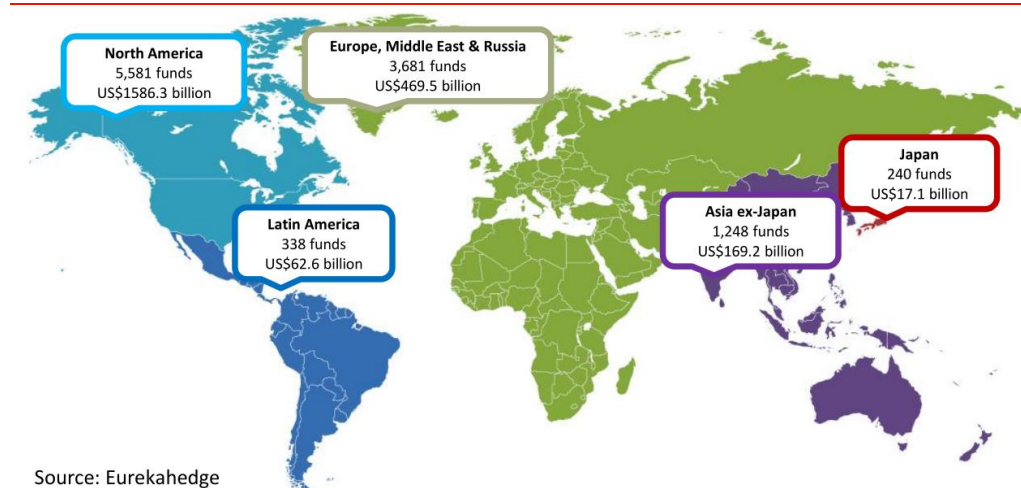 North America
5,581 funds
US$1586.3 billion
Europe, Middle East & Russia
3,681 funds
US$469.5 billion
Japan
240 funds
US$17.1 billion
Latin America
338 funds
US$62.6 billion
Asia ex-Japan
1,248 funds
US$169.2 billion
Source: Eurekahedge